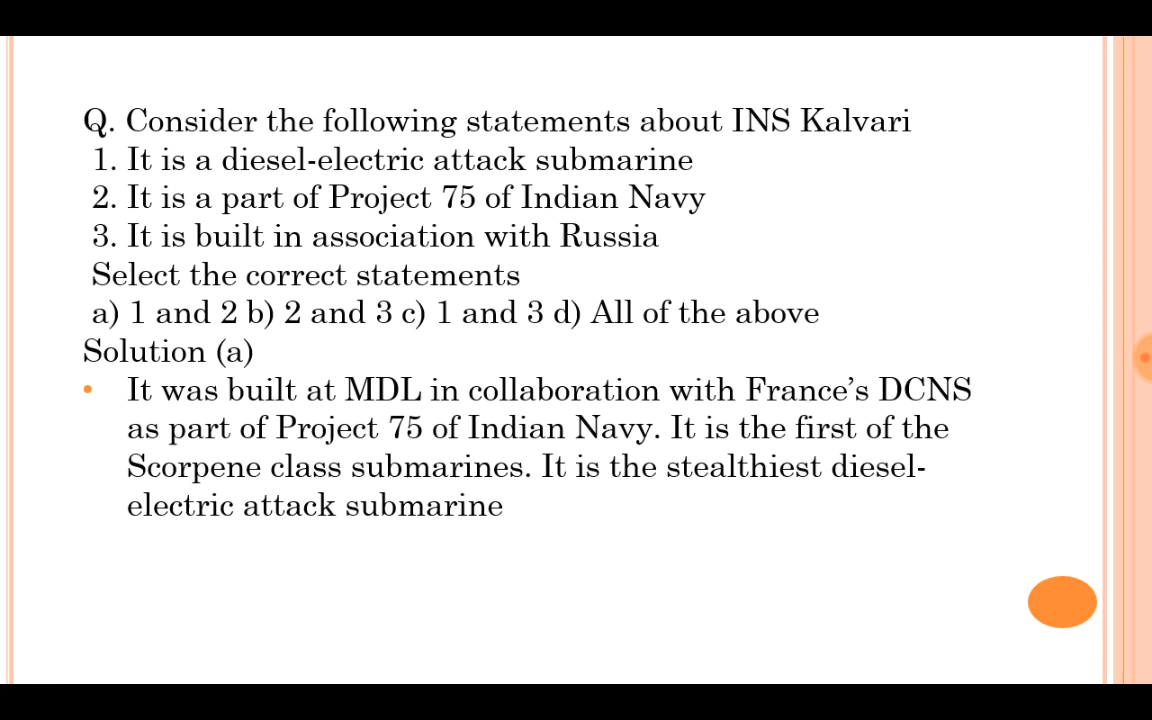 Q. Consider the following statements about INS Kalvari
1. It is a diesel-electric attack submarine
2. It is a part of Project 75 of Indian Navy
3. It is built in association with Russia
Select the correct statements
a) 1 and 2 b) 2 and 3 c) 1 and 3 d) All of the above
Solution (a)
• It was built at MDL in collaboration with France’s DCNS
as part of Project 75 of Indian Navy. It is the first of the
Scorpene class submarines. It is the stealthiest diesel-
electric attack submarine